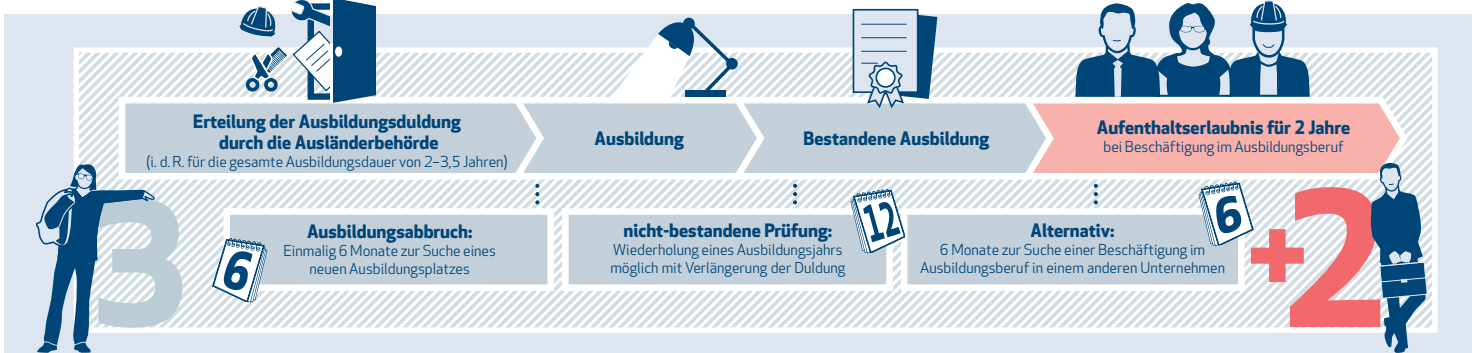 Erteilung der Ausbildungsduldung
durch die Ausländerbehörde
(i. d. R. für die gesamte Ausbildungsdauer von 2–3,5 Jahren)
Ausbildung
Bestandene Ausbildung
Aufenthaltserlaubnis für 2 Jahre
bei Beschäftigung im Ausbildungsberuf
3
6
Ausbildungsabbruch:
Einmalig 6 Monate zur Suche eines
neuen Ausbildungsplatzes
nicht-bestandene Prüfung:
Wiederholung eines Ausbildungsjahrs
möglich mit Verlängerung der Duldung
12
Alternativ:
6 Monate zur Suche einer Beschäftigung im
Ausbildungsberuf in einem anderen Unternehmen
6
+2